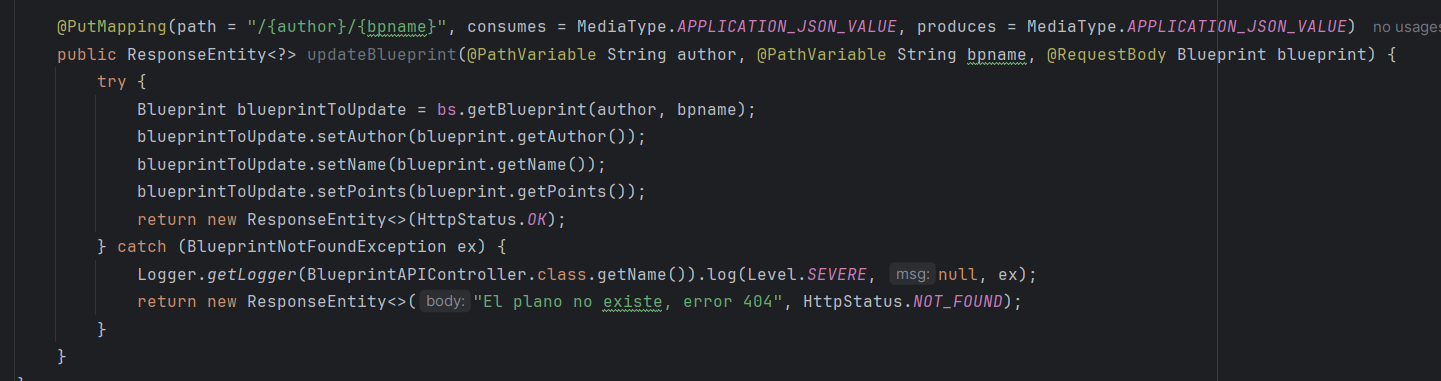 @PutMapping(path = "/{author}/{bpname}", consumes = MediaType.APPLICATION_JSON_VALUE, produces = MediaType.APPLICATION_JSON_VALUE) no usages
public ResponseEntity<?> updateBlueprint(@PathVariable String author, @PathVariable String bpname, @RequestBody Blueprint blueprint) {
try {
Blueprint blueprintToUpdate = bs.getBlueprint(author, bpname);
blueprintToUpdate.setAuthor(blueprint.getAuthor());
blueprintToUpdate.setName(blueprint.getName());
blueprintToUpdate.setPoints(blueprint.getPoints());
return new ResponseEntity<>(HttpStatus.OK);
} catch (BlueprintNotFoundException ex) {
Logger.getLogger(BlueprintAPIController.class.getName()).log(Level.SEVERE, msg: null, ex);
return new ResponseEntity<>( body: "El plano no existe, error 404", HttpStatus.NOT_FOUND);
}
}